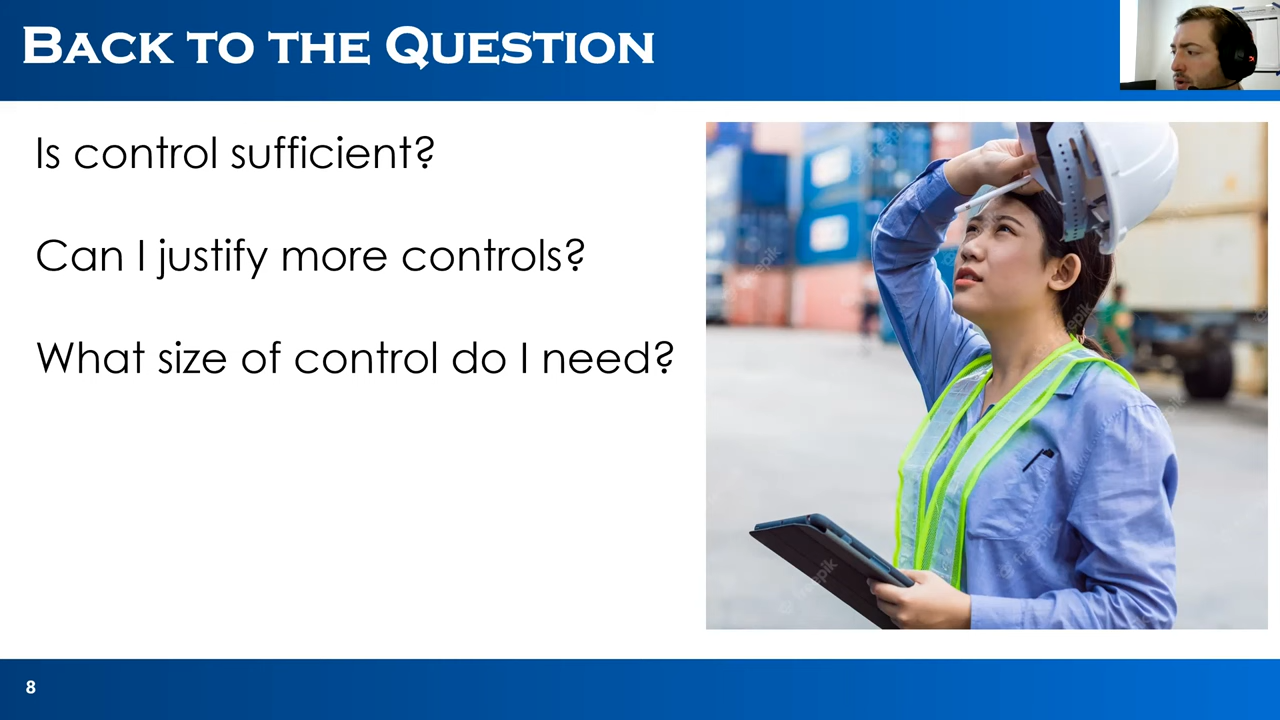 BACK TO THE QUESTION
Is control sufficient?
Can I justify more controls?
What size of control do I need?
8